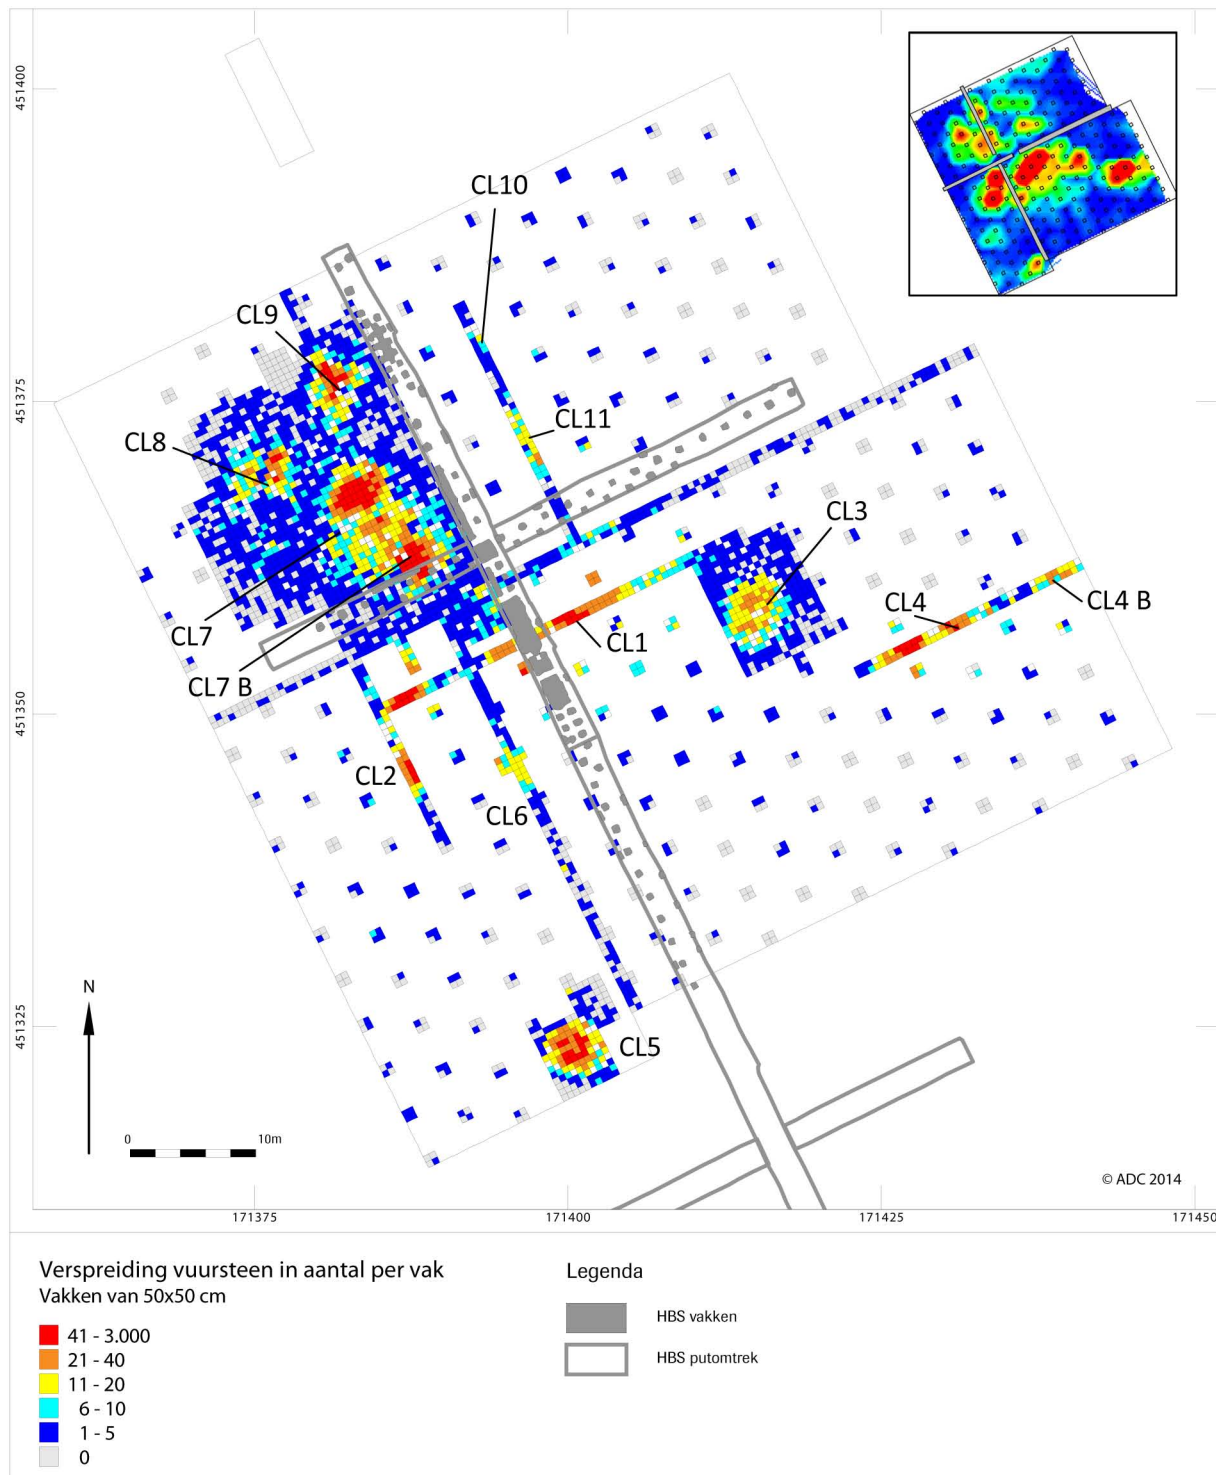 451400
451375
451350
451325
CL10
CL9
CL11
CL8
CL3
CL4
CL4 B
CL7
CL1
CL7 B
CL2
CL6
CL5
N
0 10m
© ADC 2014
171375 171400 171425 171450
Verspreiding vuursteen in aantal per vak
Vakken van 50x50 cm
41 - 3.000
21 - 40
11 - 20
6 - 10
1 - 5
0
Legenda
HBS vakken
HBS putomtrek